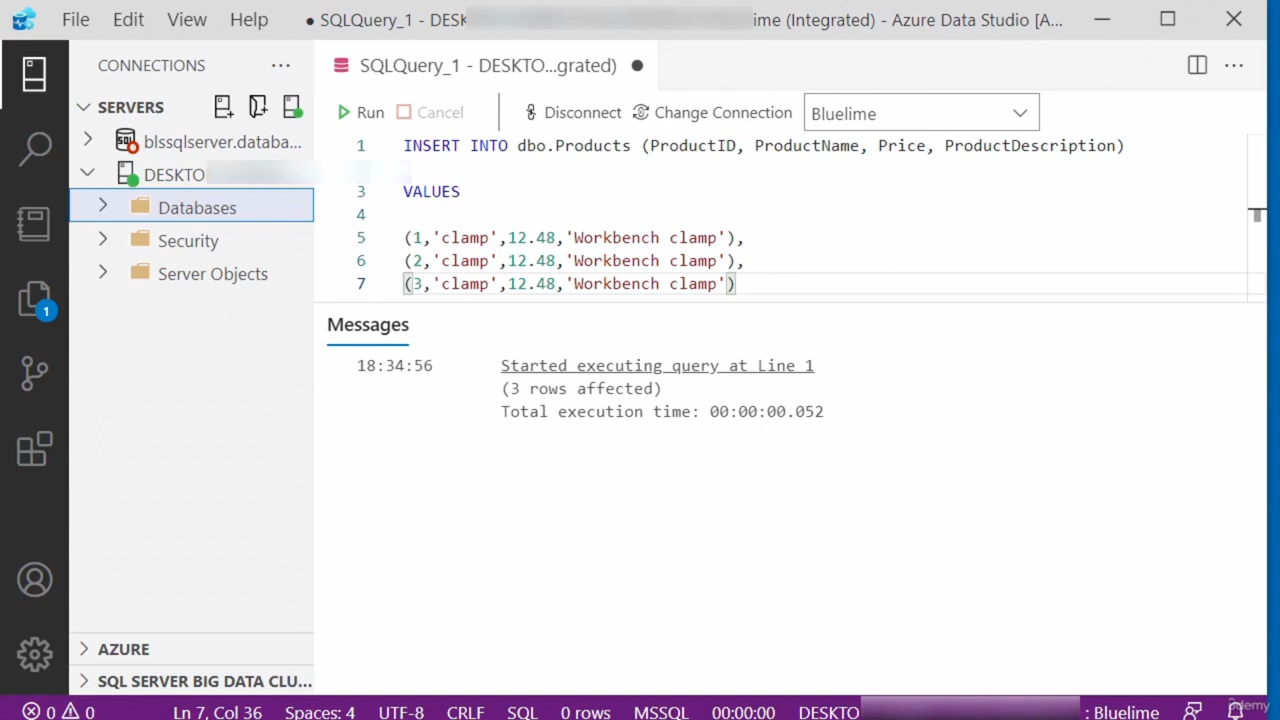 File Edit View Help ● SQLQuery_1 - DESK ime (Integrated) - Azure Data Studio [A...
CONNECTIONS ...
SQLQuery_1 - DESKTO...grated) ●
SERVERS
Run Cancel Disconnect Change Connection Bluelime
blssqlserver.databa...
DESKTO
Databases
Security
Server Objects
1 INSERT INTO dbo.Products (ProductID, ProductName, Price, ProductDescription)
3 VALUES
4
5 (1,'clamp',12.48,'Workbench clamp'),
6 (2,'clamp',12.48,'Workbench clamp'),
7 (3,'clamp',12.48,'Workbench clamp')
Messages
18:34:56 Started executing query at Line 1
(3 rows affected)
Total execution time: 00:00:00.052
1
AZURE
SQL SERVER BIG DATA CLU...
0 0 Ln 7, Col 36 Spaces: 4 UTF-8 CRLF SQL 0 rows MSSQL 00:00:00 DESKTO : Bluelime
Udemy